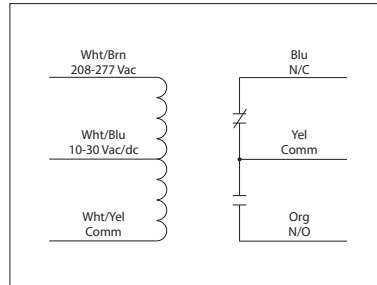 Wht/Brn
208-277 Vac
Wht/Blu
10-30 Vac/dc
Wht/Yel
Comm
Blu
N/C
Yel
Comm
Org
N/O